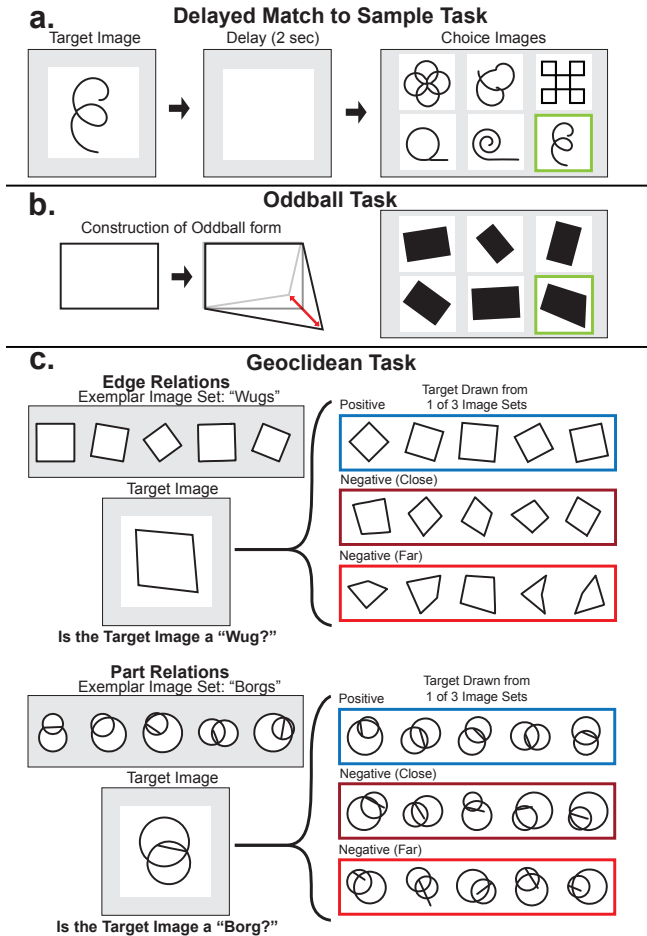 a.
Delayed Match to Sample Task
Target Image
Delay (2 sec)
Choice Images
b.
Oddball Task
Construction of Oddball form
c.
Geoclidean Task
Edge Relations
Exemplar Image Set: “Wugs”
Target Image
Is the Target Image a “Wug?”
Target Drawn from
1 of 3 Image Sets
Positive
Negative (Close)
Negative (Far)
Part Relations
Exemplar Image Set: “Borgs”
Target Image
Is the Target Image a “Borg?”
Target Drawn from
1 of 3 Image Sets
Positive
Negative (Close)
Negative (Far)